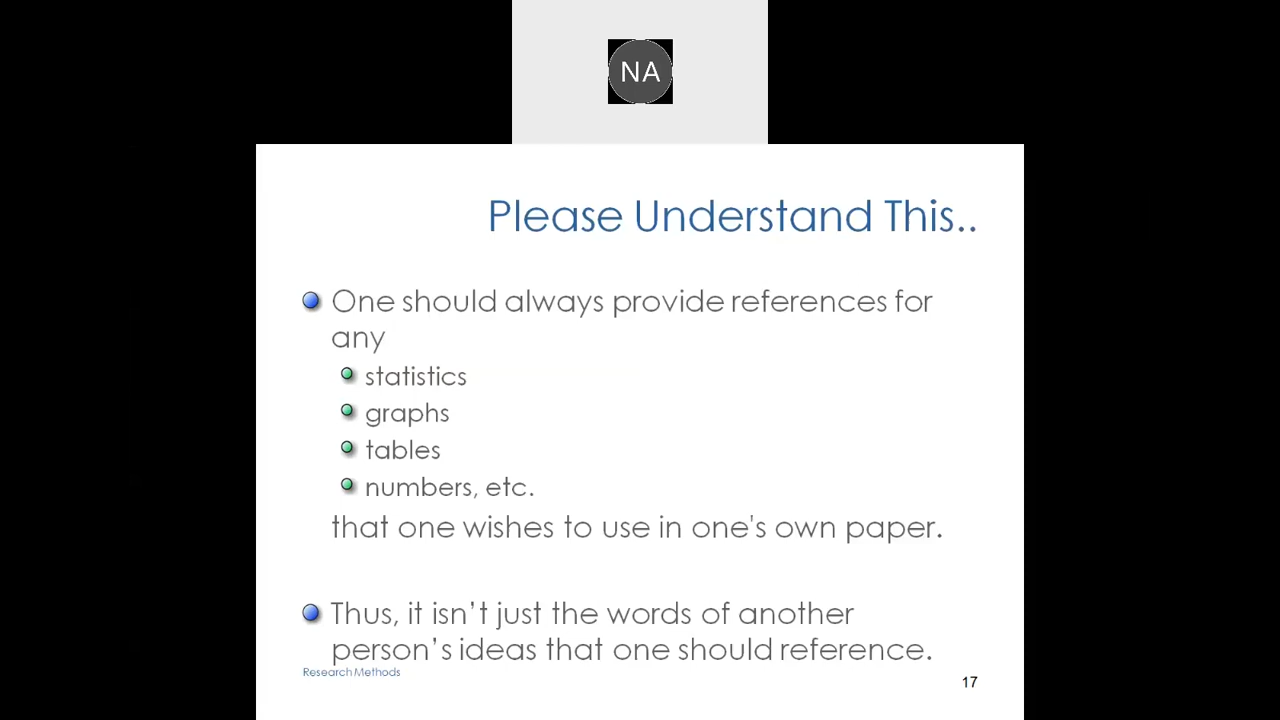 NA
Please Understand This..
One should always provide references for
any
statistics
graphs
tables
numbers, etc.
that one wishes to use in one's own paper.
Thus, it isn’t just the words of another
person’s ideas that one should reference.
Research Methods
17